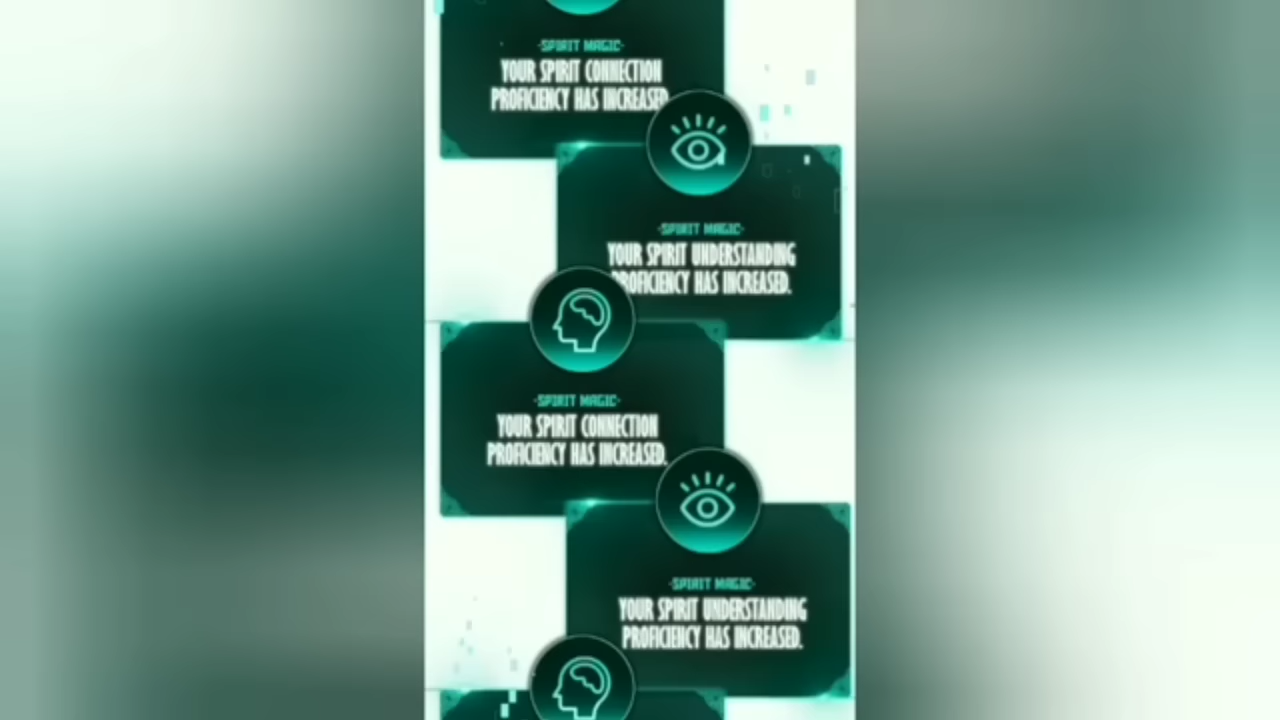 -SPIRIT MAGIC-
YOUR SPIRIT CONNECTION
PROFICIENCY HAS INCREASED
-SPIRIT MAGIC-
YOUR SPIRIT UNDERSTANDING
PROFICIENCY HAS INCREASED.
-SPIRIT MAGIC-
YOUR SPIRIT CONNECTION
PROFICIENCY HAS INCREASED.
-SPIRIT MAGIC-
YOUR SPIRIT UNDERSTANDING
PROFICIENCY HAS INCREASED.